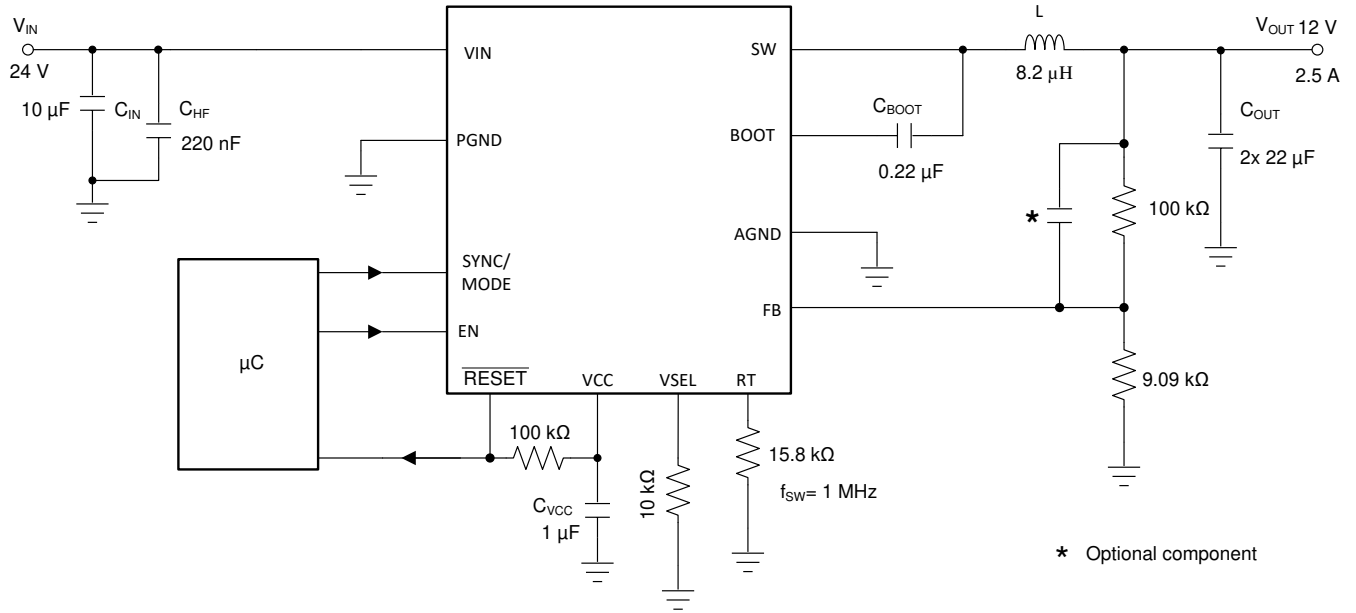 V_IN
24 V
10 µF
C_IN
C_HF
220 nF
VIN
PGND
SYNC/
MODE
EN
RESET
VCC
VSEL
RT
SW
BOOT
AGND
FB
µC
100 kΩ
C_VCC
1 µF
10 kΩ
15.8 kΩ
f_SW= 1 MHz
L
8.2 µH
C_BOOT
0.22 µF
V_OUT 12 V
2.5 A
C_OUT
2x 22 µF
*
100 kΩ
9.09 kΩ
* Optional component